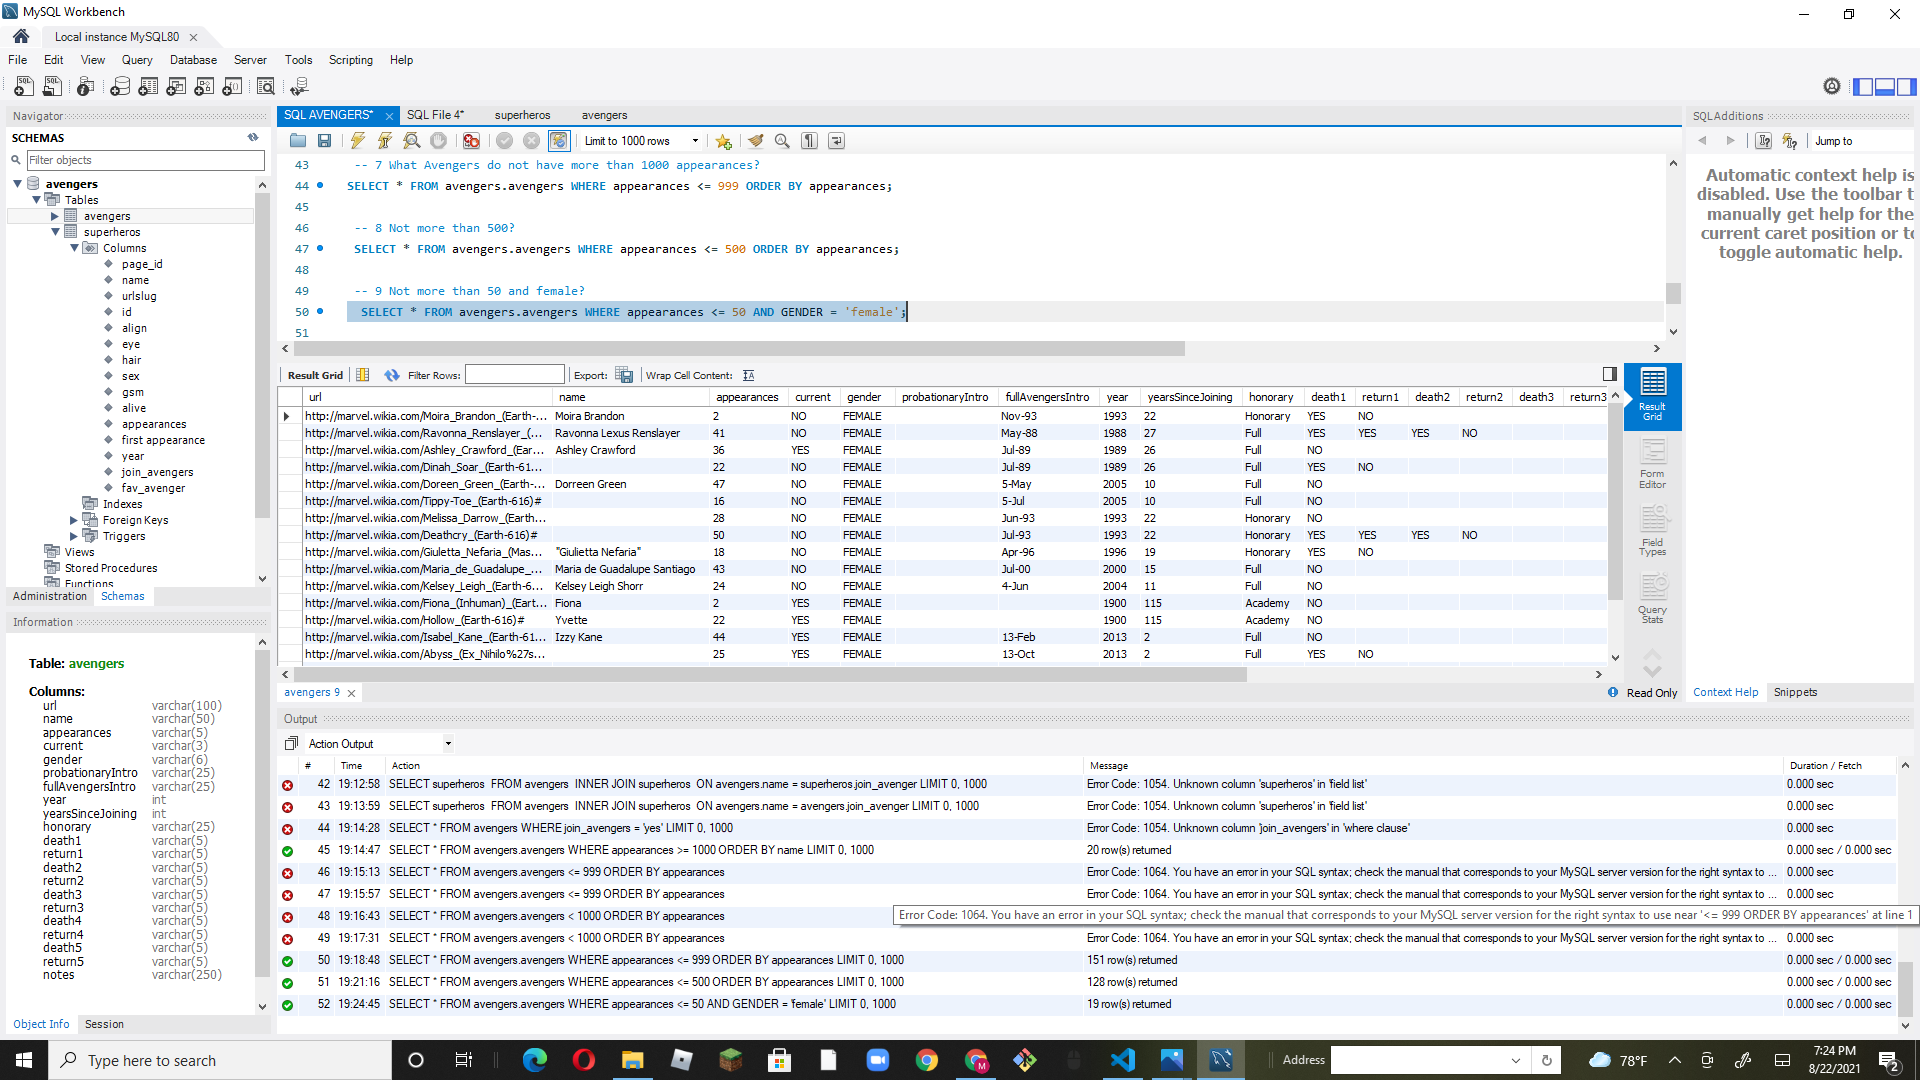 MySQL Workbench
Local instance MySQL80
File Edit View Query Database Server Tools Scripting Help
Navigator
SCHEMAS
Filter objects
avengers
Tables
avengers
superheros
Columns
page_id
name
urlslug
id
align
eye
hair
sex
gsm
alive
appearances
first appearance
year
join_avengers
fav_avenger
Indexes
Foreign Keys
Triggers
Views
Stored Procedures
Functions
Administration Schemas
Information
Table: avengers
Columns:
url varchar(100)
name varchar(50)
appearances varchar(5)
current varchar(3)
gender varchar(6)
probationaryIntro varchar(25)
fullAvengersIntro varchar(25)
year int
yearsSinceJoining int
honorary varchar(25)
death1 varchar(5)
return1 varchar(5)
death2 varchar(5)
return2 varchar(5)
death3 varchar(5)
return3 varchar(5)
death4 varchar(5)
return4 varchar(5)
death5 varchar(5)
return5 varchar(5)
notes varchar(250)
Object Info Session
SQL AVENGERS* SQL File 4* superheros avengers
Limit to 1000 rows
43 -- 7 What Avengers do not have more than 1000 appearances?
44 SELECT * FROM avengers.avengers WHERE appearances <= 999 ORDER BY appearances;
45
46 -- 8 Not more than 500?
47 SELECT * FROM avengers.avengers WHERE appearances <= 500 ORDER BY appearances;
48
49 -- 9 Not more than 50 and female?
50 SELECT * FROM avengers.avengers WHERE appearances <= 50 AND GENDER = 'female';
51
Result Grid Filter Rows: Export: Wrap Cell Content:
url name appearances current gender probationaryIntro fullAvengersIntro year yearsSinceJoining honorary death1 return1 death2 return2 death3 return3
http://marvel.wikia.com/Moira_Brandon_(Earth-... Moira Brandon 2 NO FEMALE Nov-93 1993 22 Honorary YES NO
http://marvel.wikia.com/Ravonna_Renslayer_(... Ravonna Lexus Renslayer 41 NO FEMALE May-88 1988 27 Full YES YES YES NO
http://marvel.wikia.com/Ashley_Crawford_(Ear... Ashley Crawford 36 YES FEMALE Jul-89 1989 26 Full NO
http://marvel.wikia.com/Dinah_Soar_(Earth-61... 22 NO FEMALE Jul-89 1989 26 Full YES NO
http://marvel.wikia.com/Doreen_Green_(Earth-... Dorreen Green 47 NO FEMALE 5-May 2005 10 Full NO
http://marvel.wikia.com/Tippy-Toe_(Earth-616)# 16 NO FEMALE 5-Jul 2005 10 Full NO
http://marvel.wikia.com/Melissa_Darrow_(Earth... 28 NO FEMALE Jun-93 1993 22 Honorary NO
http://marvel.wikia.com/Deathcry_(Earth-616)# 50 NO FEMALE Jul-93 1993 22 Honorary YES YES YES NO
http://marvel.wikia.com/Giuletta_Nefaria_(Mas... "Giulietta Nefaria" 18 NO FEMALE Apr-96 1996 19 Honorary YES NO
http://marvel.wikia.com/Maria_de_Guadalupe_... Maria de Guadalupe Santiago 43 NO FEMALE Jul-00 2000 15 Full NO
http://marvel.wikia.com/Kelsey_Leigh_(Earth-6... Kelsey Leigh Shorr 24 NO FEMALE 4-Jun 2004 11 Full NO
http://marvel.wikia.com/Fiona_(Inhuman)_(Eart... Fiona 2 YES FEMALE 1900 115 Academy NO
http://marvel.wikia.com/Hollow_(Earth-616)# Yvette 22 YES FEMALE 1900 115 Academy NO
http://marvel.wikia.com/Isabel_Kane_(Earth-61... Izzy Kane 44 YES FEMALE 13-Feb 2013 2 Full NO
http://marvel.wikia.com/Abyss_(Ex_Nihilo%27s... 25 YES FEMALE 13-Oct 2013 2 Full YES NO
Result Grid
Form Editor
Field Types
Query Stats
avengers 9 Read Only
SQLAdditions
Jump to
Automatic context help is
disabled. Use the toolbar t
manually get help for the
current caret position or to
toggle automatic help.
Context Help Snippets
Output
Action Output
# Time Action Message Duration / Fetch
42 19:12:58 SELECT superheros FROM avengers INNER JOIN superheros ON avengers.name = superheros.join_avenger LIMIT 0, 1000 Error Code: 1054. Unknown column 'superheros' in 'field list' 0.000 sec
43 19:13:59 SELECT superheros FROM avengers INNER JOIN superheros ON avengers.name = avengers.join_avenger LIMIT 0, 1000 Error Code: 1054. Unknown column 'superheros' in 'field list' 0.000 sec
44 19:14:28 SELECT * FROM avengers WHERE join_avengers = 'yes' LIMIT 0, 1000 Error Code: 1054. Unknown column 'join_avengers' in 'where clause' 0.000 sec
45 19:14:47 SELECT * FROM avengers.avengers WHERE appearances >= 1000 ORDER BY name LIMIT 0, 1000 20 row(s) returned 0.000 sec / 0.000 sec
46 19:15:13 SELECT * FROM avengers.avengers <= 999 ORDER BY appearances Error Code: 1064. You have an error in your SQL syntax; check the manual that corresponds to your MySQL server version for the right syntax to ... 0.000 sec
47 19:15:57 SELECT * FROM avengers.avengers <= 999 ORDER BY appearances Error Code: 1064. You have an error in your SQL syntax; check the manual that corresponds to your MySQL server version for the right syntax to ... 0.000 sec
48 19:16:43 SELECT * FROM avengers.avengers < 1000 ORDER BY appearances
Error Code: 1064. You have an error in your SQL syntax; check the manual that corresponds to your MySQL server version for the right syntax to use near '<= 999 ORDER BY appearances' at line 1
49 19:17:31 SELECT * FROM avengers.avengers < 1000 ORDER BY appearances Error Code: 1064. You have an error in your SQL syntax; check the manual that corresponds to your MySQL server version for the right syntax to ... 0.000 sec
50 19:18:48 SELECT * FROM avengers.avengers WHERE appearances <= 999 ORDER BY appearances LIMIT 0, 1000 151 row(s) returned 0.000 sec / 0.000 sec
51 19:21:16 SELECT * FROM avengers.avengers WHERE appearances <= 500 ORDER BY appearances LIMIT 0, 1000 128 row(s) returned 0.000 sec / 0.000 sec
52 19:24:45 SELECT * FROM avengers.avengers WHERE appearances <= 50 AND GENDER = 'female' LIMIT 0, 1000 19 row(s) returned 0.000 sec / 0.000 sec
Type here to search
Address
78°F
7:24 PM
8/22/2021
2